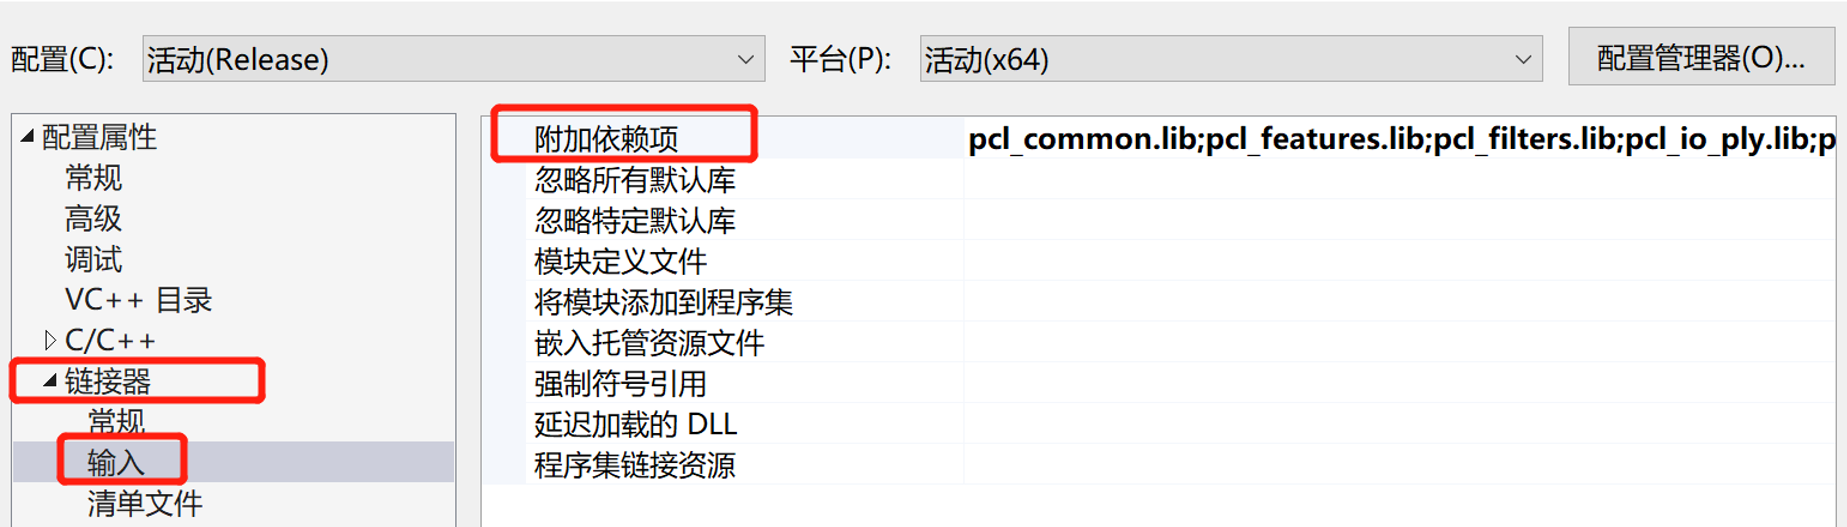 配置(C): 活动(Release) 平台(P): 活动(x64) 配置管理器(O)...
配置属性
常规
高级
调试
VC++ 目录
C/C++
链接器
常规
输入
清单文件
附加依赖项 pcl_common.lib;pcl_features.lib;pcl_filters.lib;pcl_io_ply.lib;p
忽略所有默认库
忽略特定默认库
模块定义文件
将模块添加到程序集
嵌入托管资源文件
强制符号引用
延迟加载的 DLL
程序集链接资源